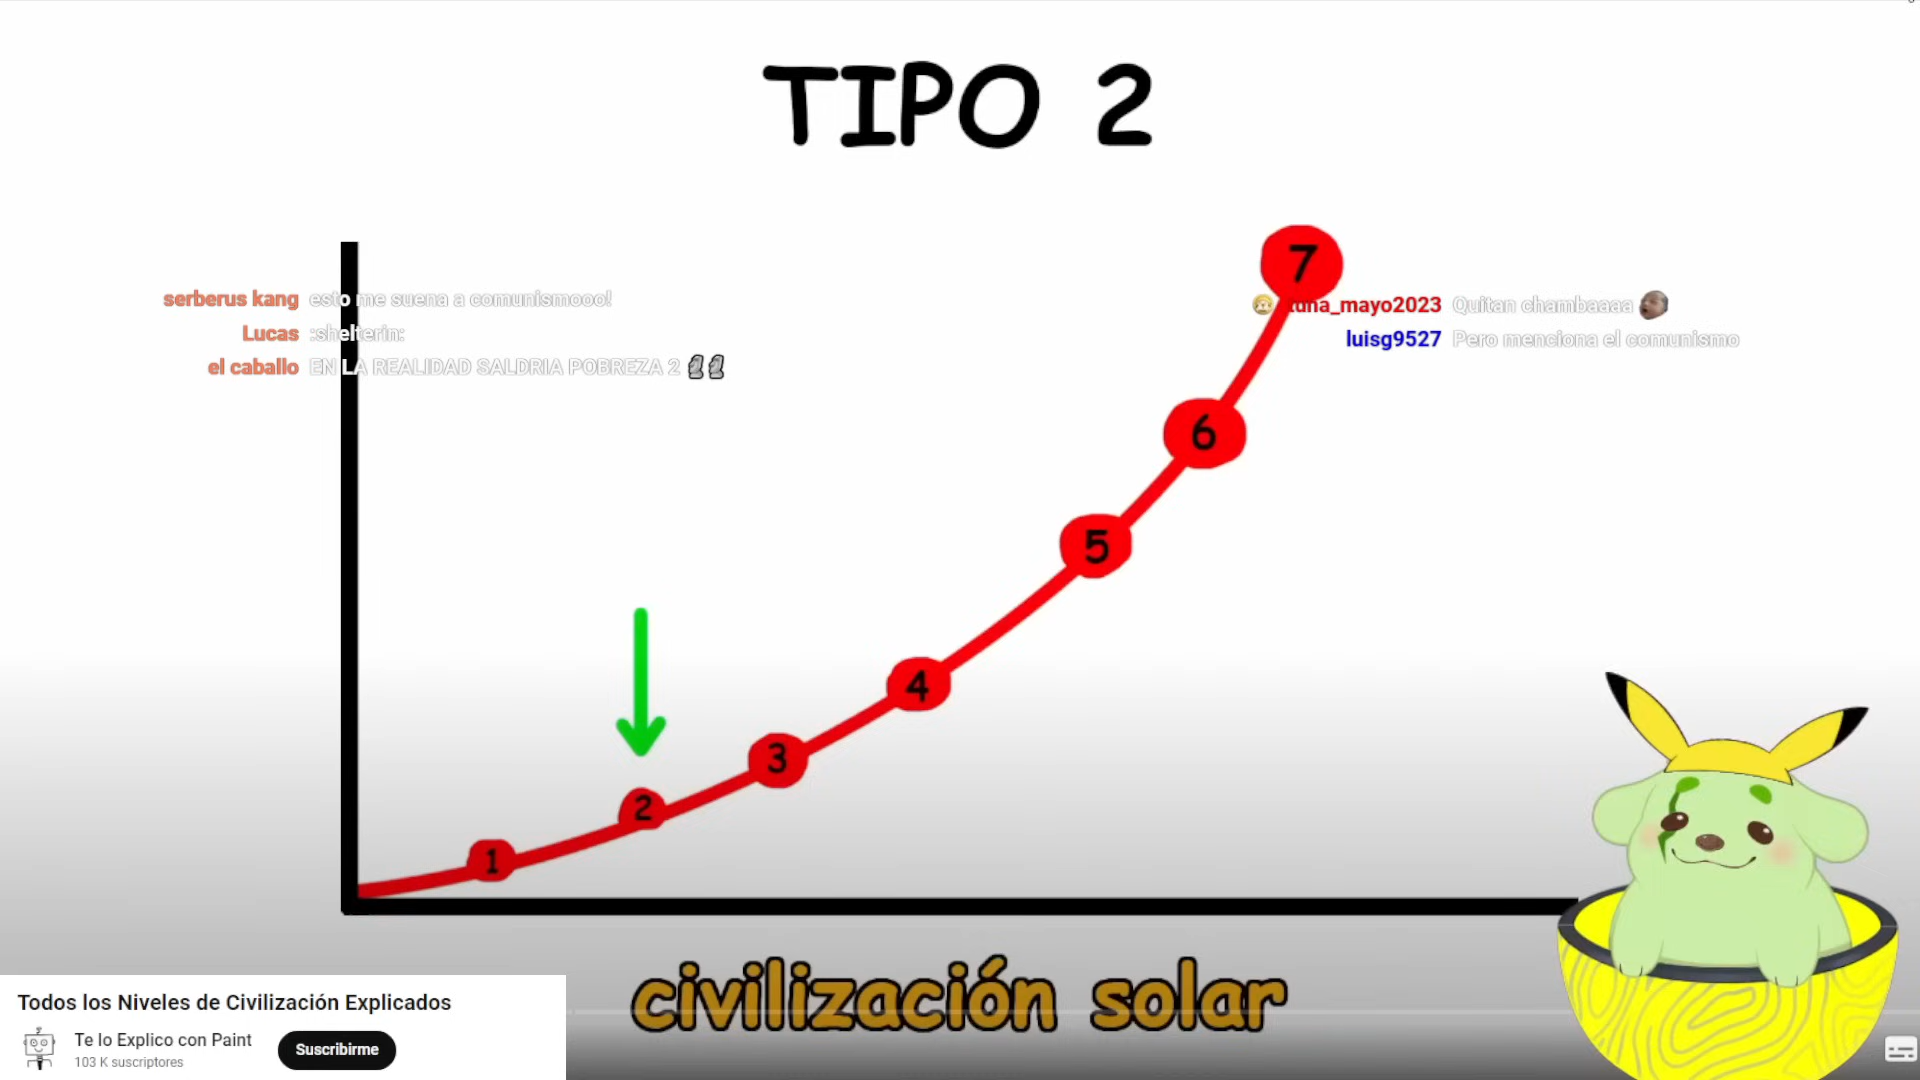 TIPO 2
7
serberus kang esto me suena a comunismooo!
Lucas :shelterin:
el caballo EN LA REALIDAD SALDRIA POBREZA 2
_mayo2023 Quitan chambaaaa
luisg9527 Pero menciona el comunismo
6
5
4
3
2
1
civilización solar
Todos los Niveles de Civilización Explicados
Te lo Explico con Paint
103 K suscriptores
Suscribirme